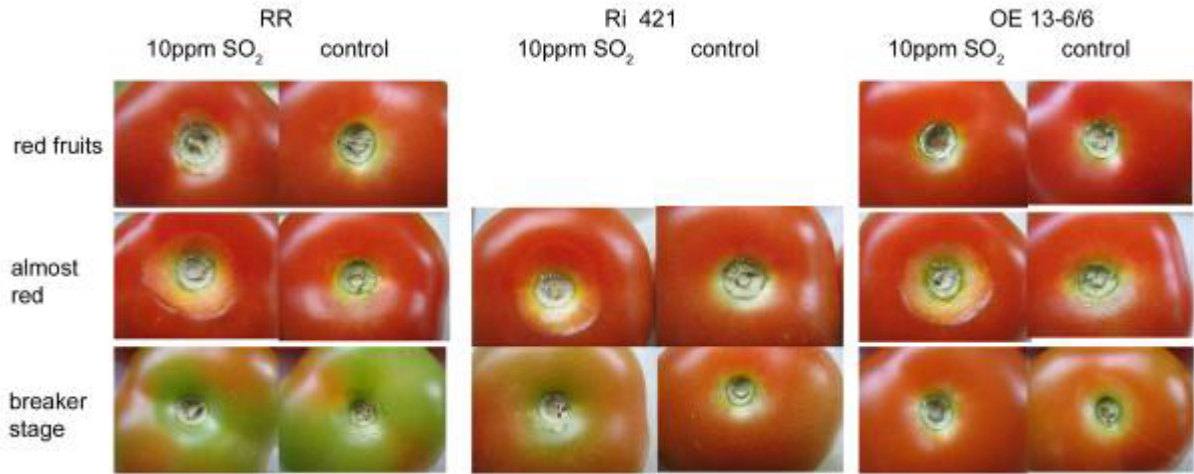 RR Ri 421 OE 13-6/6
10ppm SO₂ control 10ppm SO₂ control 10ppm SO₂ control
red fruits
almost
red
breaker
stage